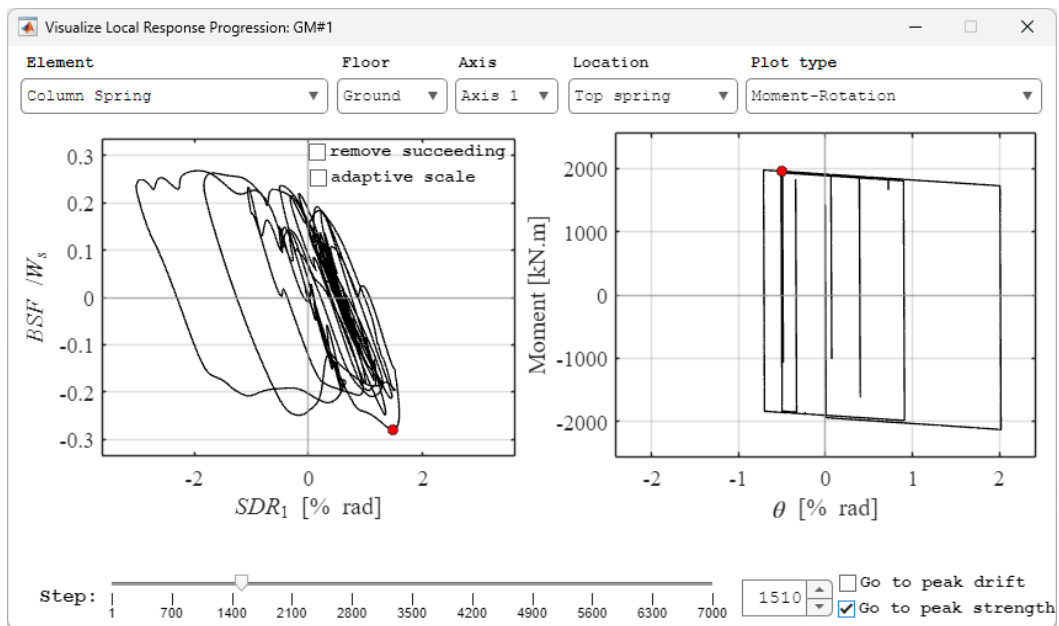 Visualize Local Response Progression: GM#1
Element Floor Axis Location Plot type
Column Spring Ground Axis 1 Top spring Moment-Rotation
remove succeeding
adaptive scale
BSF /Ws
0.3
0.2
0.1
0
-0.1
-0.2
-0.3
-2 0 2
SDR1 [% rad]
Moment [kN.m]
2000
1000
0
-1000
-2000
-2 -1 0 1 2
θ [% rad]
Step:
1 700 1400 2100 2800 3500 4200 4900 5600 6300 7000
1510
Go to peak drift
Go to peak strength